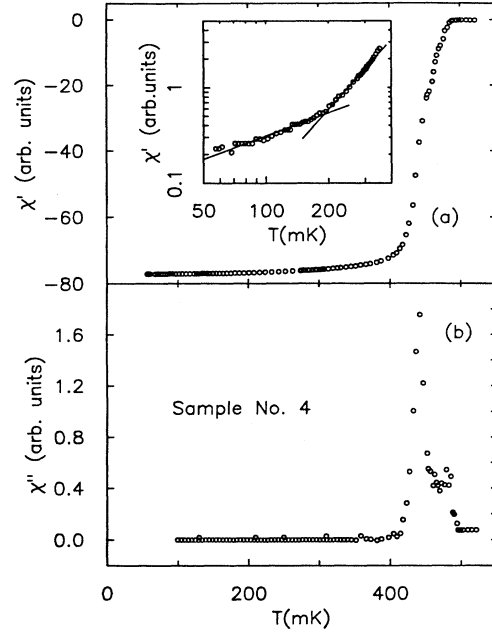 0
−20
−40
−60
−80
χ' (arb. units)
χ' (arb.units)
1
0.1
50
100
200
T(mK)
(a)
1.6
1.2
0.8
0.4
0.0
χ'' (arb. units)
(b)
Sample No. 4
0
200
400
T(mK)